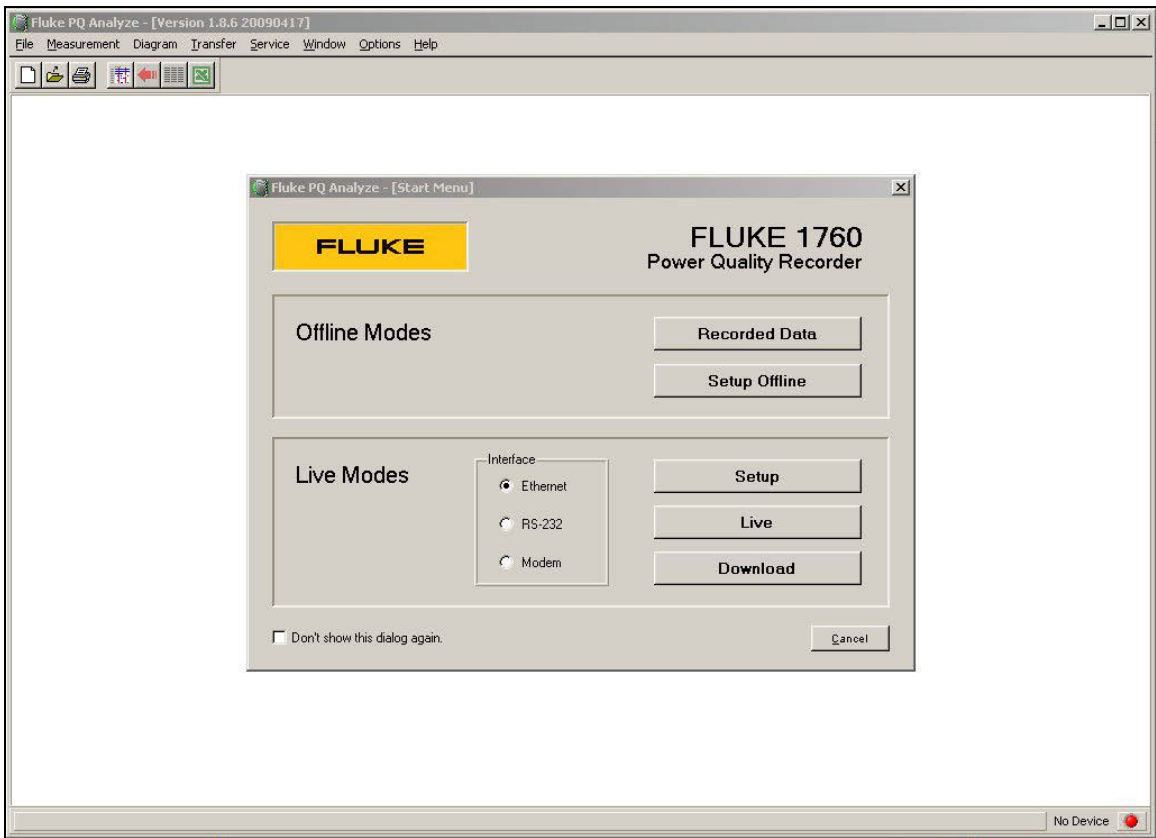 Fluke PQ Analyze - [Version 1.8.6 20090417]
File Measurement Diagram Transfer Service Window Options Help
Fluke PQ Analyze - [Start Menu]
FLUKE
FLUKE 1760
Power Quality Recorder
Offline Modes
Recorded Data
Setup Offline
Live Modes
Interface
Ethernet
RS-232
Modem
Setup
Live
Download
Don't show this dialog again.
Cancel
No Device